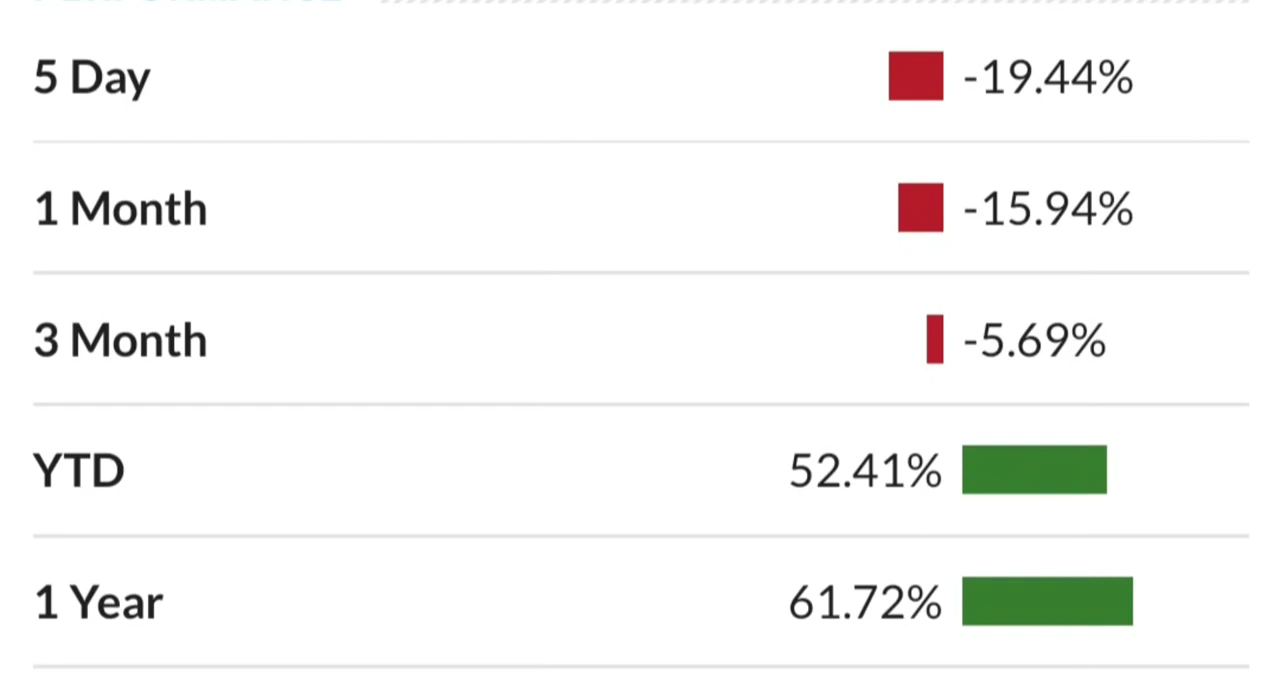 5 Day -19.44%
1 Month -15.94%
3 Month -5.69%
YTD 52.41%
1 Year 61.72%